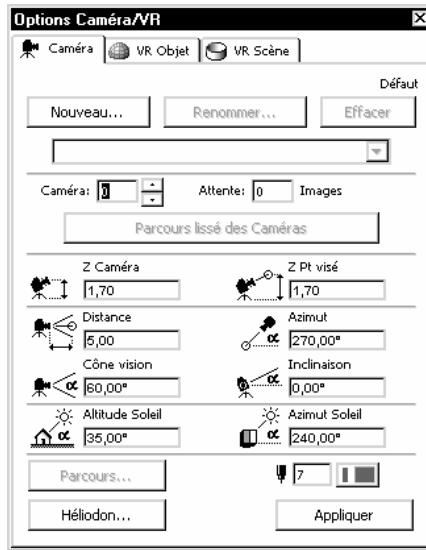 Options Caméra/VR
Caméra VR Objet VR Scène
Défaut
Nouveau... Renommer... Effacer
Caméra: 0 Attente: 0 Images
Parcours lissé des Caméras
Z Caméra Z Pt visé
1,70 1,70
Distance Azimut
5,00 α 270,00°
Cône vision Inclinaison
α 60,00° α 0,00°
Altitude Soleil Azimut Soleil
α 35,00° α 240,00°
Parcours... 7
Héliodon... Appliquer